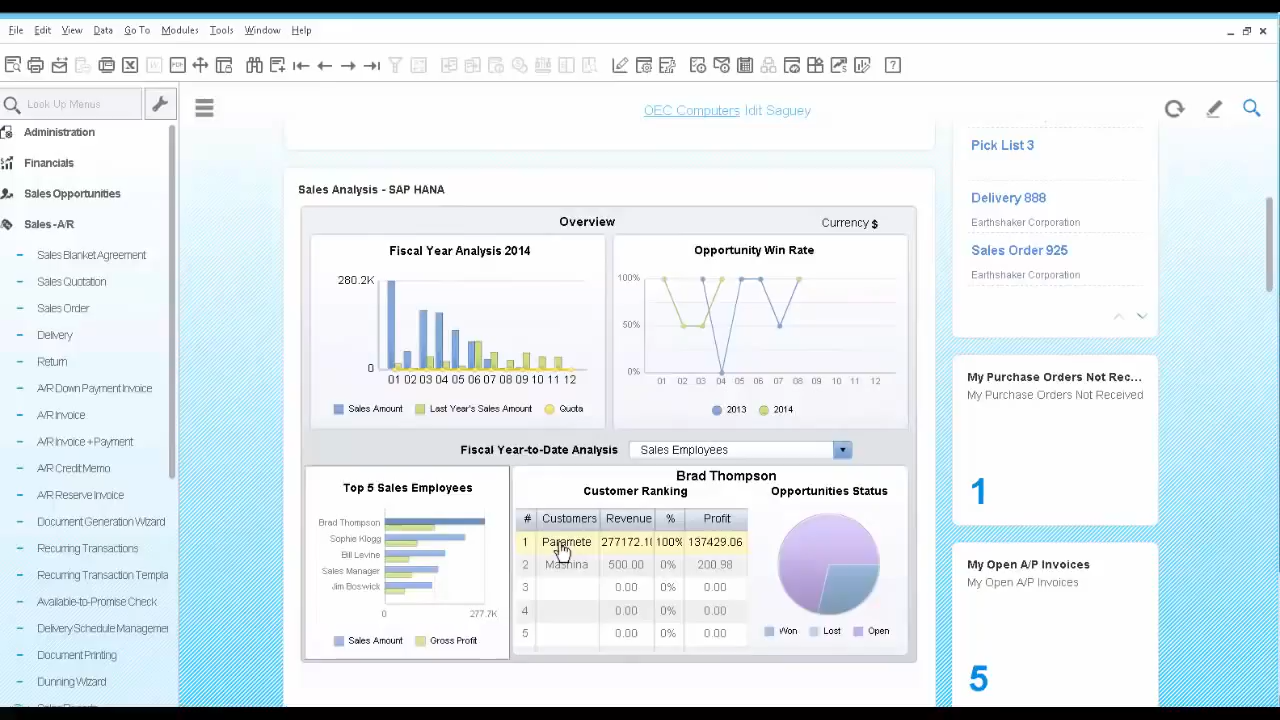 File Edit View Data Go To Modules Tools Window Help
Look Up Menus
OEC Computers Idit Saguey
Administration
Financials
Sales Opportunities
Sales - A/R
Sales Blanket Agreement
Sales Quotation
Sales Order
Delivery
Return
A/R Down Payment Invoice
A/R Invoice
A/R Invoice + Payment
A/R Credit Memo
A/R Reserve Invoice
Document Generation Wizard
Recurring Transactions
Recurring Transaction Templa
Available-to-Promise Check
Delivery Schedule Managemen
Document Printing
Dunning Wizard
Sales Analysis - SAP HANA
Overview
Currency $
Fiscal Year Analysis 2014
280.2K
0
01 02 03 04 05 06 07 08 09 10 11 12
Sales Amount Last Year's Sales Amount Quota
Opportunity Win Rate
100%
50%
0%
01 02 03 04 05 06 07 08 09 10 11 12
2013 2014
Fiscal Year-to-Date Analysis Sales Employees
Top 5 Sales Employees
Brad Thompson
Sophie Klogg
Bill Levine
Sales Manager
Jim Boswick
0 277.7K
Sales Amount Gross Profit
Brad Thompson
Customer Ranking
# Customers Revenue % Profit
1 Paramete 277172.10 100% 137429.06
2 Mashina 500.00 0% 200.98
3 0.00 0% 0.00
4 0.00 0% 0.00
5 0.00 0% 0.00
Opportunities Status
Won Lost Open
Pick List 3
Delivery 888
Earthshaker Corporation
Sales Order 925
Earthshaker Corporation
My Purchase Orders Not Rec...
My Purchase Orders Not Received
1
My Open A/P Invoices
My Open A/P Invoices
5